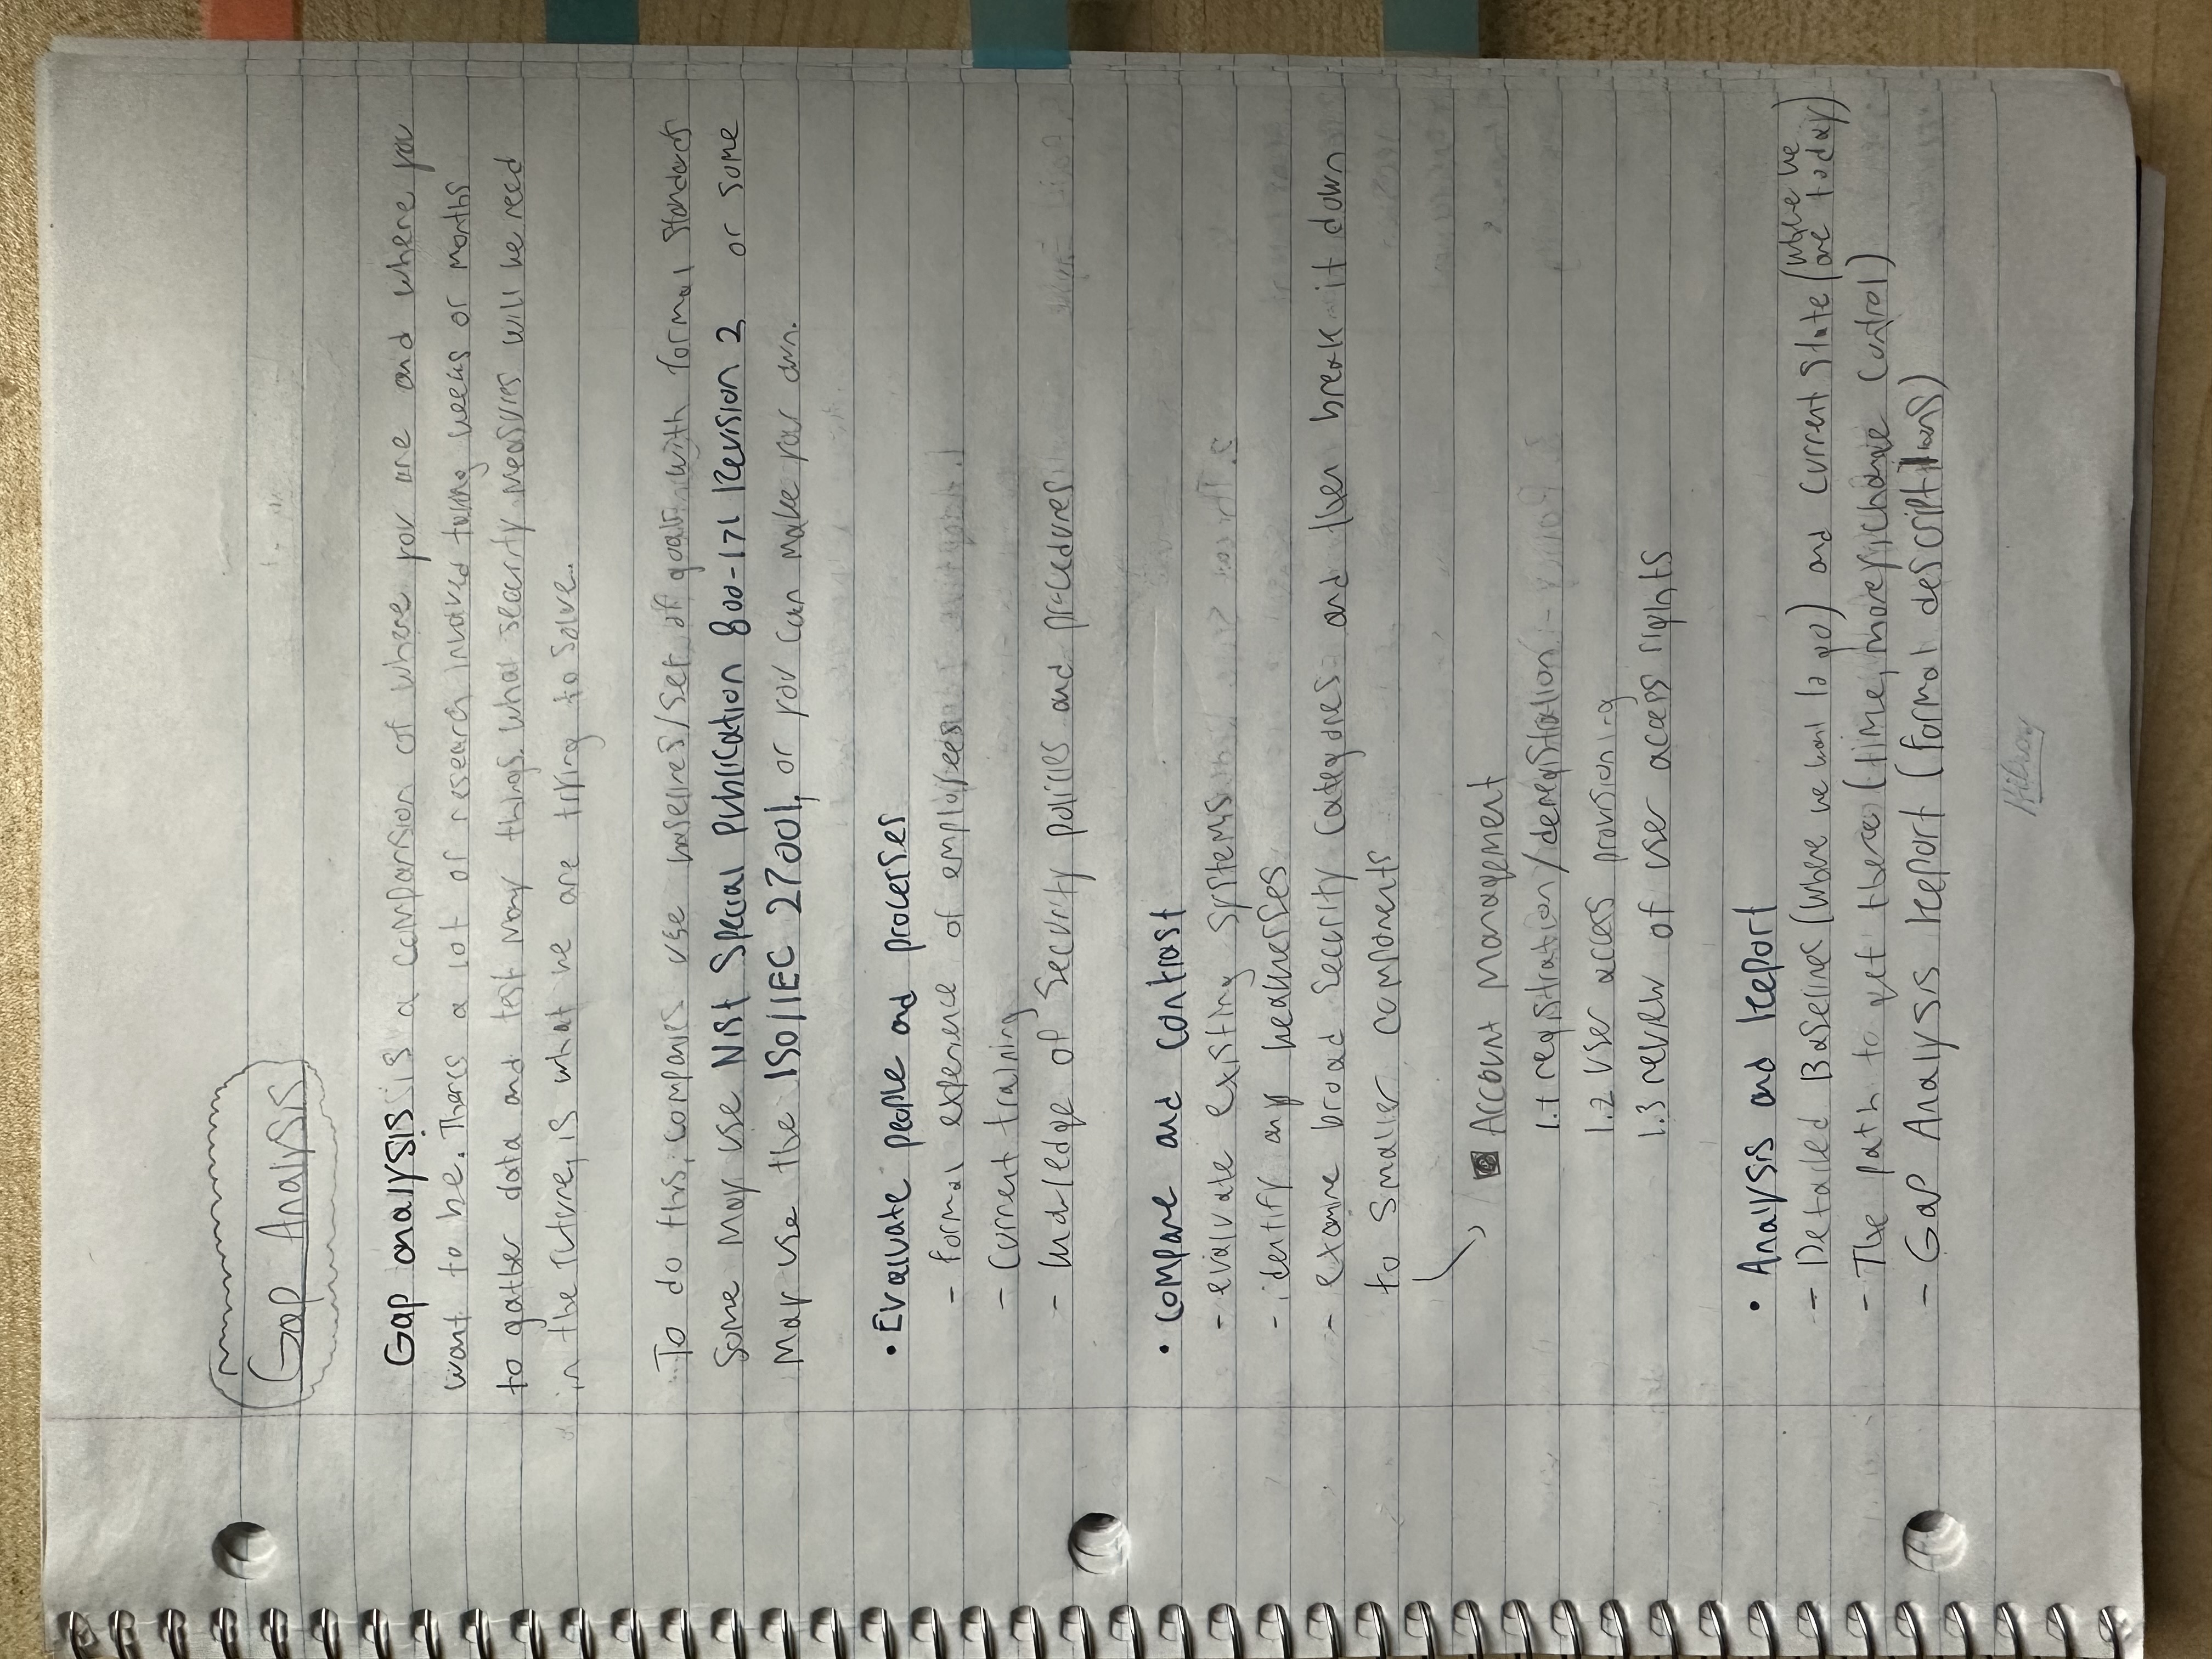 Gap Analysis
Gap analysis is a comparsion of where you are and where you
want to be. Theres a lot of research involved taking weeks or months
to gather data and test many things. What security measures will we need
in the future, is what we are trying to solve.
To do this, companies use baselines/set of goals with formal standards
Some may use Nist Special Publication 800-171 Revision 2 or some
may use the ISO/IEC 27001, or you can make your own.
• Evaluate people and processes
- formal experience of employees
- Current training
- knowledge of Security policies and procedures
• Compare and contrast
- evaluate existing systems
- identify any weaknesses
- examine broad security categories and then break it down
to smaller components
Account Management
1.1 registration/deregistration
1.2 User access provisioning
1.3 review of user access rights
• Analysis and Report
- Detailed Baselines (where we want to go) and current state (where we are today)
- The path to get there (time, money, change control)
- Gap Analysis Report (formal descriptions)